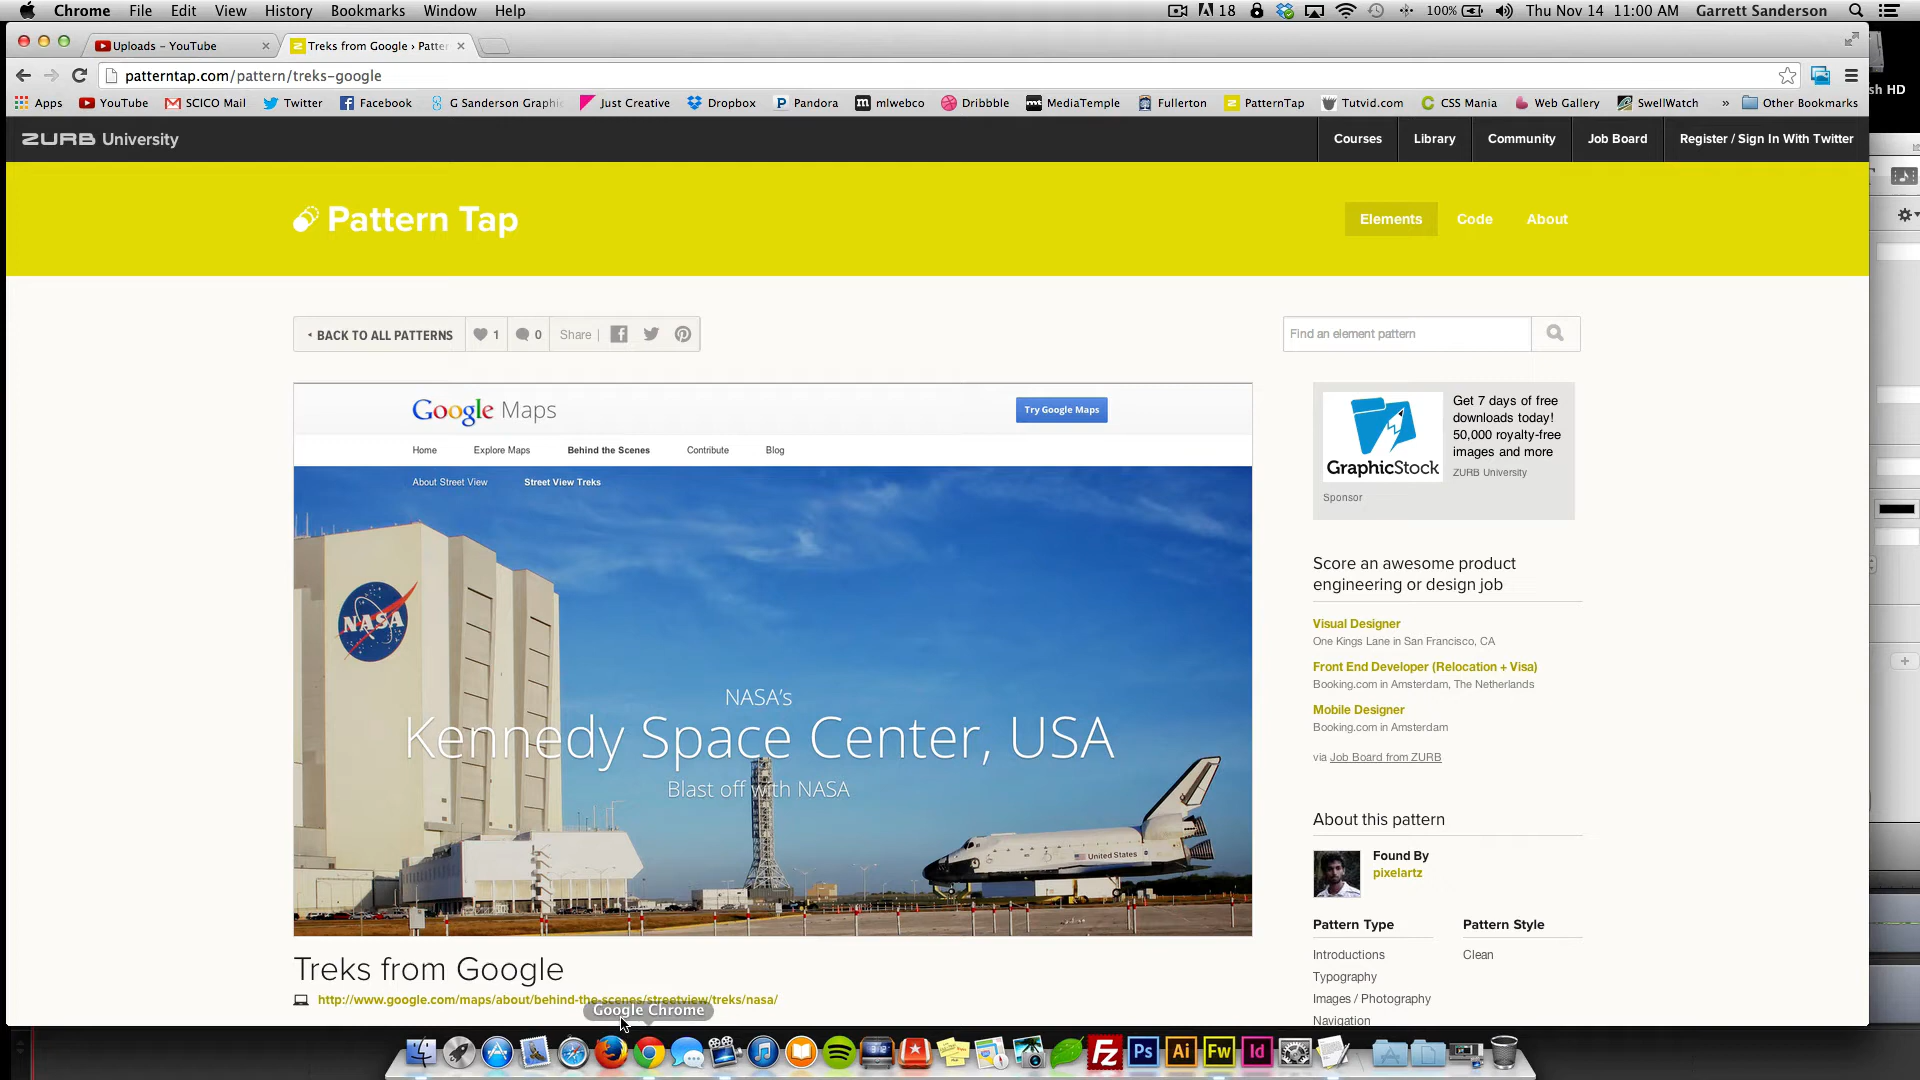 Chrome File Edit View History Bookmarks Window Help 18 100% Thu Nov 14 11:00 AM Garrett Sanderson
Uploads – YouTube
Treks from Google › Patter
patterntap.com/pattern/treks-google
Apps YouTube SCICO Mail Twitter Facebook G Sanderson Graphic Just Creative Dropbox Pandora mlwebco Dribbble MediaTemple Fullerton PatternTap Tutvid.com CSS Mania Web Gallery SwellWatch » Other Bookmarks
sh HD
ZURB University
Courses Library Community Job Board Register / Sign In With Twitter
Pattern Tap
Elements Code About
BACK TO ALL PATTERNS 1 0 Share |
Find an element pattern
Google Maps
Try Google Maps
Home Explore Maps Behind the Scenes Contribute Blog
About Street View Street View Treks
NASA
NASA's
Kennedy Space Center, USA
Blast off with NASA
United States
Treks from Google
http://www.google.com/maps/about/behind-the-scenes/streetview/treks/nasa/
Google Chrome
GraphicStock
Get 7 days of free
downloads today!
50,000 royalty-free
images and more
ZURB University
Sponsor
Score an awesome product
engineering or design job
Visual Designer
One Kings Lane in San Francisco, CA
Front End Developer (Relocation + Visa)
Booking.com in Amsterdam, The Netherlands
Mobile Designer
Booking.com in Amsterdam
via Job Board from ZURB
About this pattern
Found By
pixelartz
Pattern Type
Introductions
Typography
Images / Photography
Navigation
Pattern Style
Clean
Fz Ps Ai Fw Id